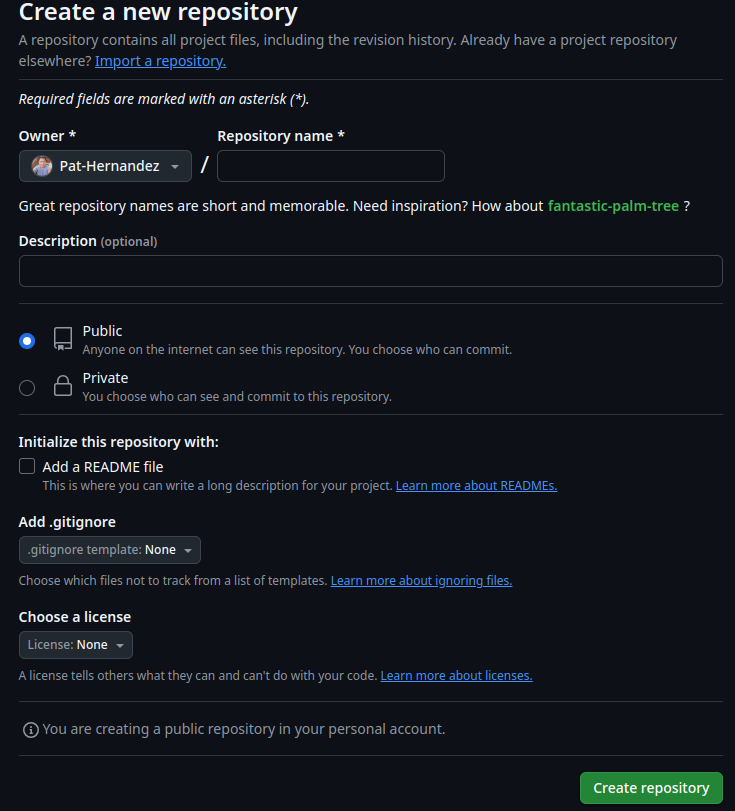 Create a new repository
A repository contains all project files, including the revision history. Already have a project repository
elsewhere? Import a repository.
Required fields are marked with an asterisk (*).
Owner * Repository name *
Pat-Hernandez /
Great repository names are short and memorable. Need inspiration? How about fantastic-palm-tree ?
Description (optional)
Public
Anyone on the internet can see this repository. You choose who can commit.
Private
You choose who can see and commit to this repository.
Initialize this repository with:
Add a README file
This is where you can write a long description for your project. Learn more about READMEs.
Add .gitignore
.gitignore template: None
Choose which files not to track from a list of templates. Learn more about ignoring files.
Choose a license
License: None
A license tells others what they can and can't do with your code. Learn more about licenses.
You are creating a public repository in your personal account.
Create repository